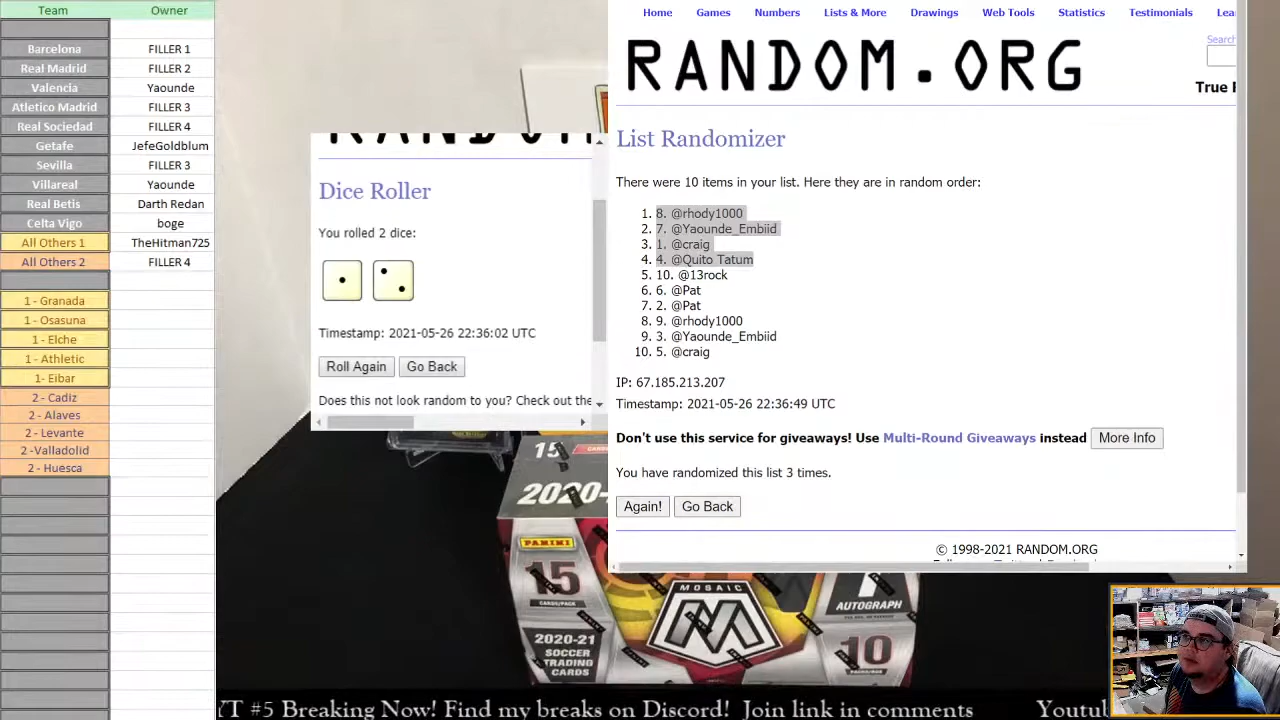 Team Owner
Barcelona FILLER 1
Real Madrid FILLER 2
Valencia Yaounde
Atletico Madrid FILLER 3
Real Sociedad FILLER 4
Getafe JefeGoldblum
Sevilla FILLER 3
Villareal Yaounde
Real Betis Darth Redan
Celta Vigo boge
All Others 1 TheHitman725
All Others 2 FILLER 4
1 - Granada
1 - Osasuna
1 - Elche
1 - Athletic
1- Eibar
2 - Cadiz
2 - Alaves
2 - Levante
2 -Valladolid
2 - Huesca
Dice Roller
You rolled 2 dice:
Timestamp: 2021-05-26 22:36:02 UTC
Roll Again Go Back
Does this not look random to you? Check out the
Home Games Numbers Lists & More Drawings Web Tools Statistics Testimonials
Search
RANDOM.ORG
True
List Randomizer
There were 10 items in your list. Here they are in random order:
1. 8. @rhody1000
2. 7. @Yaounde_Embiid
3. 1. @craig
4. 4. @Quito Tatum
5. 10. @13rock
6. 6. @Pat
7. 2. @Pat
8. 9. @rhody1000
9. 3. @Yaounde_Embiid
10. 5. @craig
IP: 67.185.213.207
Timestamp: 2021-05-26 22:36:49 UTC
Don't use this service for giveaways! Use Multi-Round Giveaways instead More Info
You have randomized this list 3 times.
Again! Go Back
© 1998-2021 RANDOM.ORG
15
2020-
PANINI
15
CARDS/PACK
2020-21
SOCCER
TRADING
CARDS
MOSAIC
1
AUTOGRAPH
10
#5 Breaking Now! Find my breaks on Discord! Join link in comments